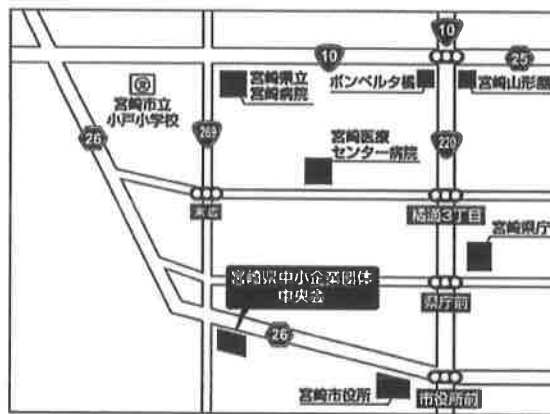 10
10
25
宮崎県立
宮崎病院
ボンベルタ橘
宮崎山形屋
宮崎市立
小戸小学校
26
269
宮崎医療
センター病院
220
末広
橘通3丁目
宮崎県庁
宮崎県中小企業団体
中央会
県庁前
26
宮崎市役所
市役所前